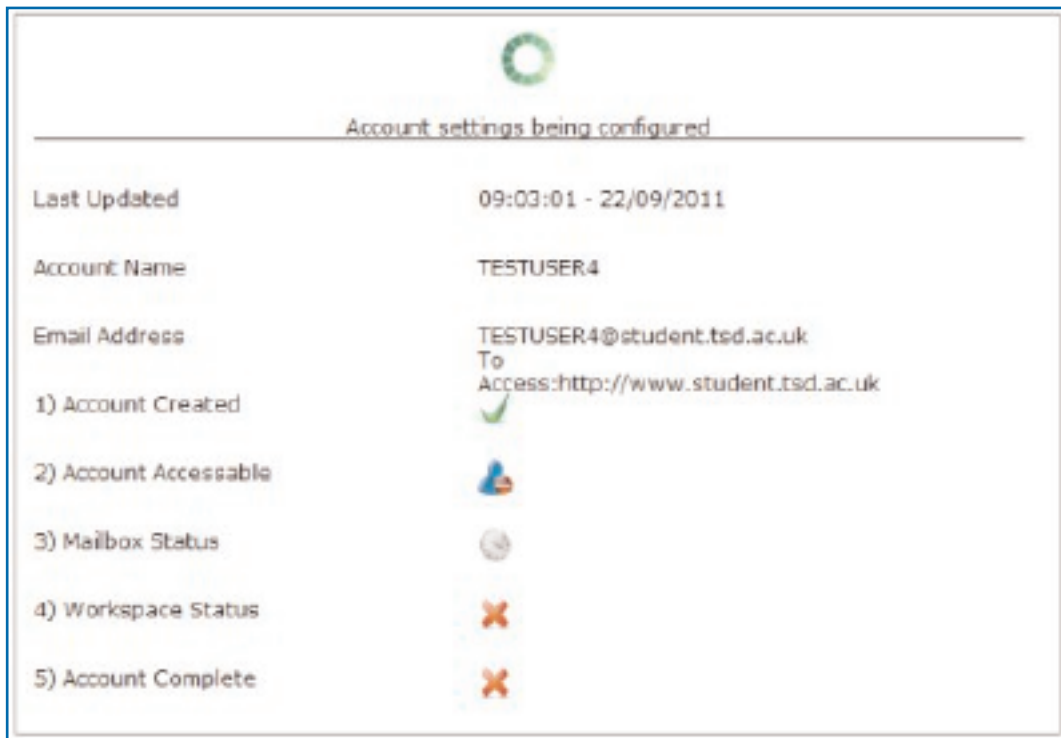 Account settings being configured
Last Updated 09:03:01 - 22/09/2011
Account Name TESTUSER4
Email Address TESTUSER4@student.tsd.ac.uk
To
Access:http://www.student.tsd.ac.uk
1) Account Created
2) Account Accessable
3) Mailbox Status
4) Workspace Status
5) Account Complete